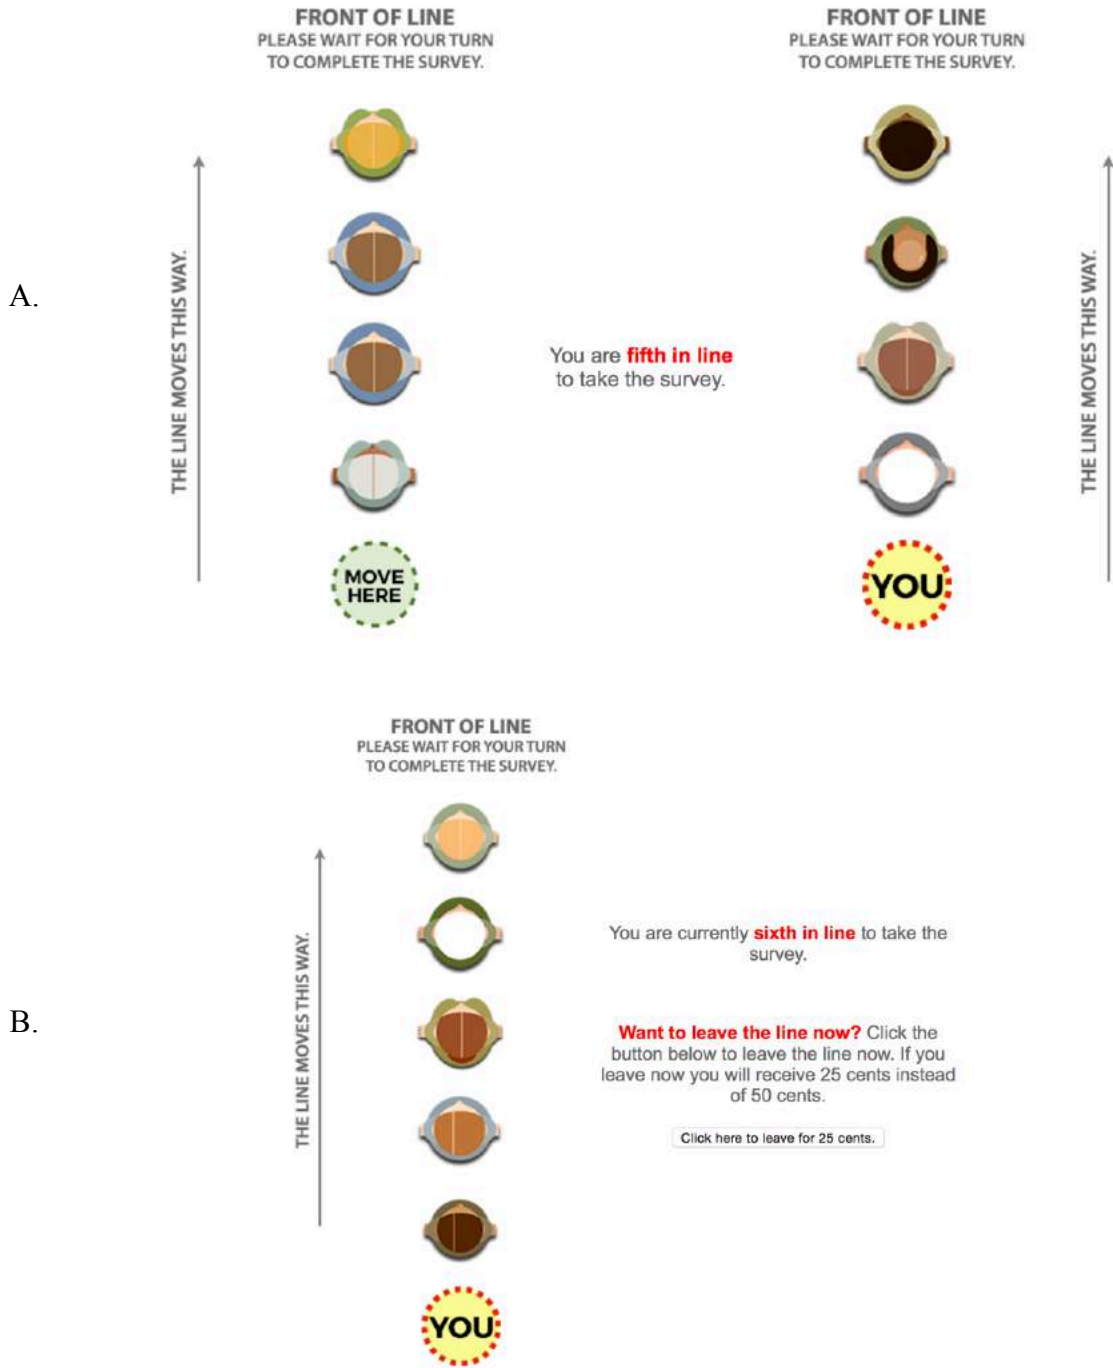 FRONT OF LINE
PLEASE WAIT FOR YOUR TURN
TO COMPLETE THE SURVEY.
FRONT OF LINE
PLEASE WAIT FOR YOUR TURN
TO COMPLETE THE SURVEY.
A.
THE LINE MOVES THIS WAY.
You are fifth in line
to take the survey.
THE LINE MOVES THIS WAY.
MOVE
HERE
YOU
FRONT OF LINE
PLEASE WAIT FOR YOUR TURN
TO COMPLETE THE SURVEY.
B.
THE LINE MOVES THIS WAY.
You are currently sixth in line to take the
survey.
Want to leave the line now? Click the
button below to leave the line now. If you
leave now you will receive 25 cents instead
of 50 cents.
Click here to leave for 25 cents.
YOU